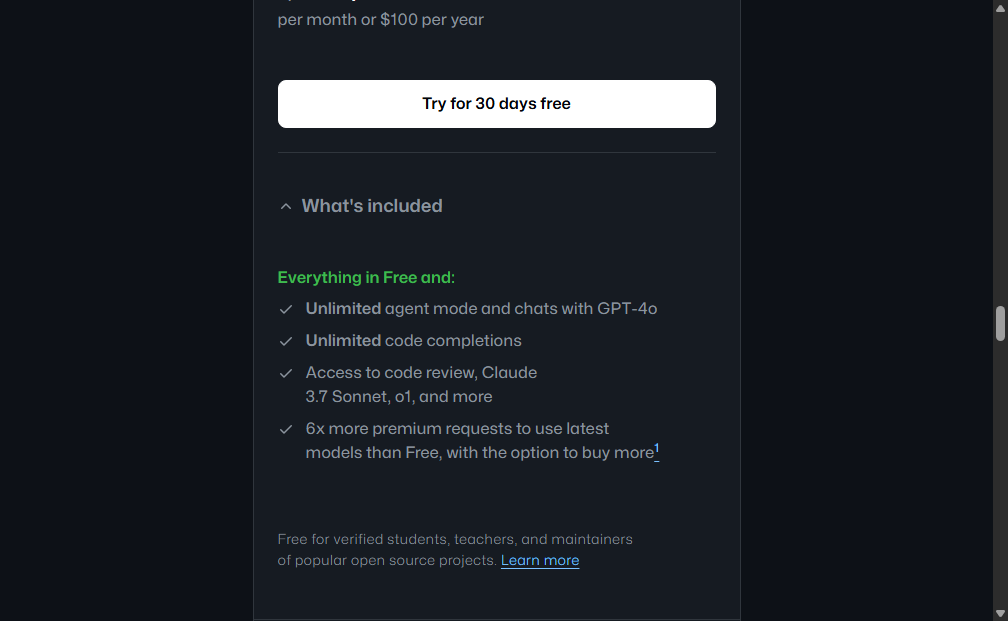 per month or $100 per year
Try for 30 days free
What's included
Everything in Free and:
Unlimited agent mode and chats with GPT-4o
Unlimited code completions
Access to code review, Claude
3.7 Sonnet, o1, and more
6x more premium requests to use latest
models than Free, with the option to buy more1
Free for verified students, teachers, and maintainers
of popular open source projects. Learn more